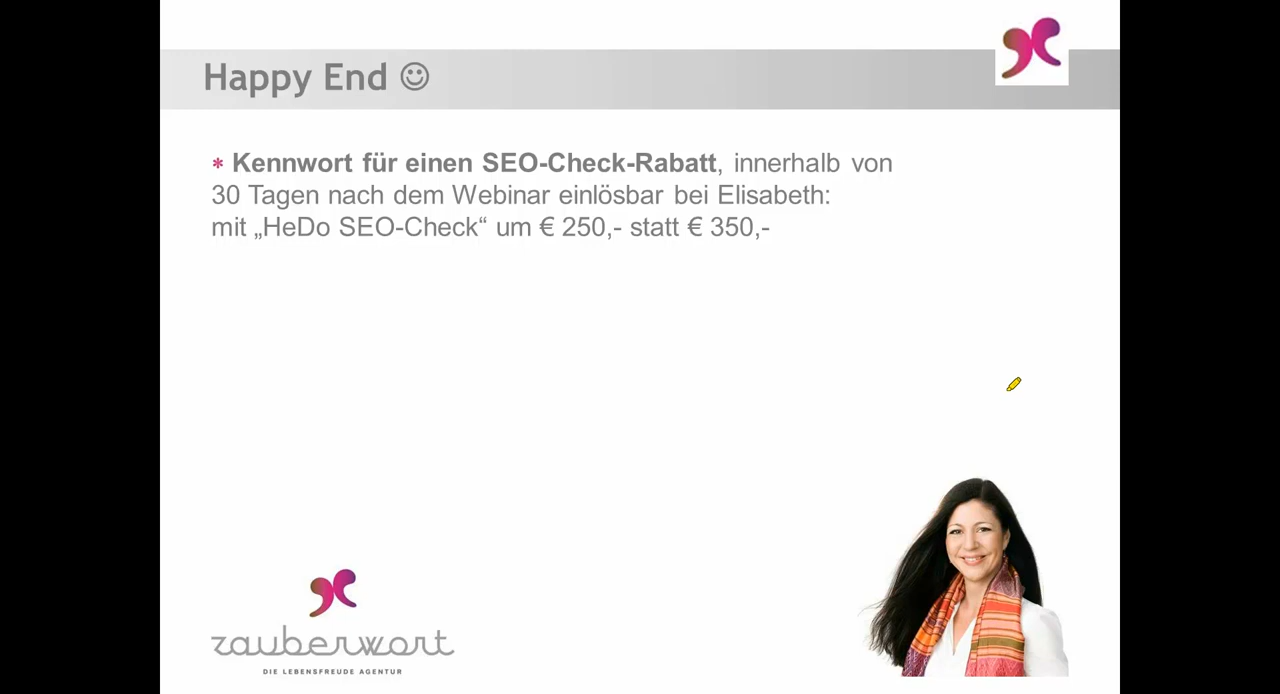 Happy End ☺
* Kennwort für einen SEO-Check-Rabatt, innerhalb von
30 Tagen nach dem Webinar einlösbar bei Elisabeth:
mit „HeDo SEO-Check“ um € 250,- statt € 350,-
zauberwort
DIE LEBENSFREUDE AGENTUR